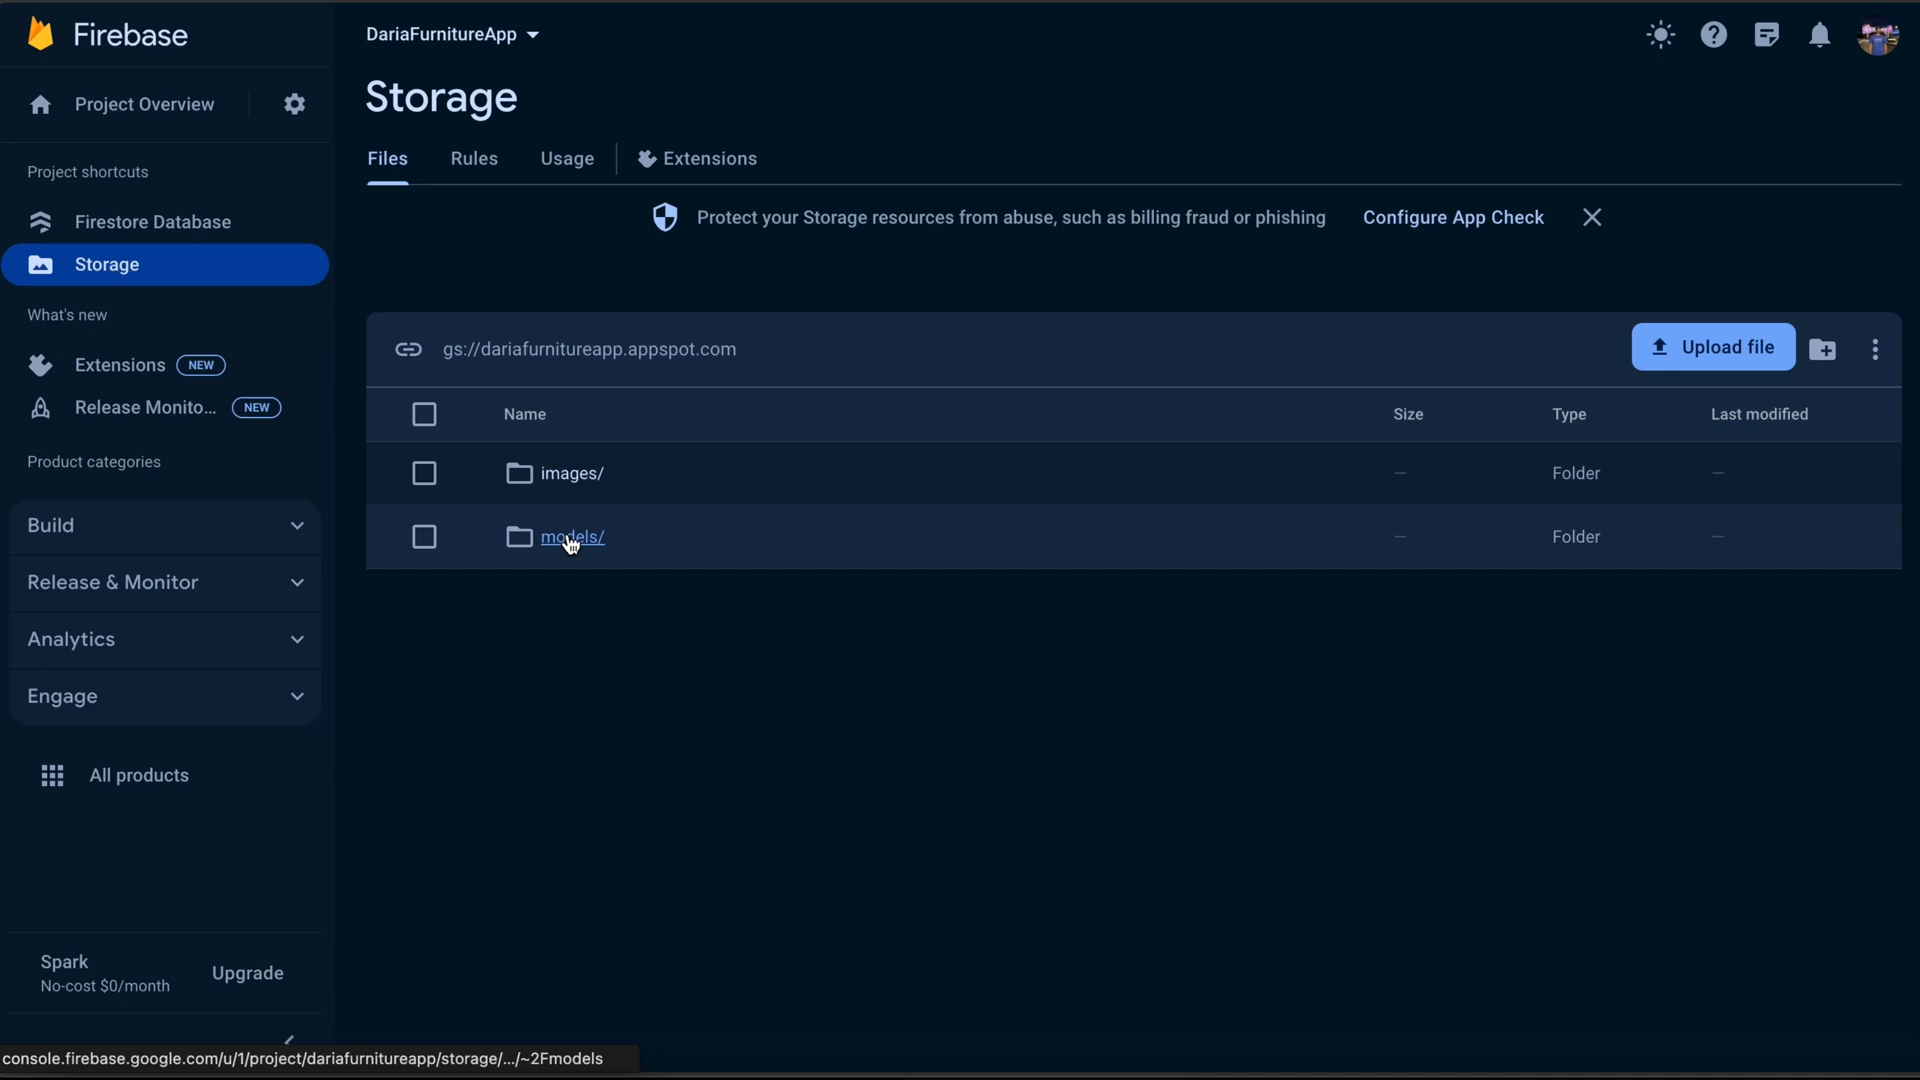 Firebase
DariaFurnitureApp
Project Overview
Storage
Files Rules Usage Extensions
Project shortcuts
Protect your Storage resources from abuse, such as billing fraud or phishing Configure App Check
Firestore Database
Storage
What's new
gs://dariafurnitureapp.appspot.com Upload file
Extensions NEW
Release Monito... NEW
Name Size Type Last modified
Product categories
images/ — Folder —
Build
models/ — Folder —
Release & Monitor
Analytics
Engage
All products
Spark
No-cost $0/month
Upgrade
console.firebase.google.com/u/1/project/dariafurnitureapp/storage/.../~2Fmodels